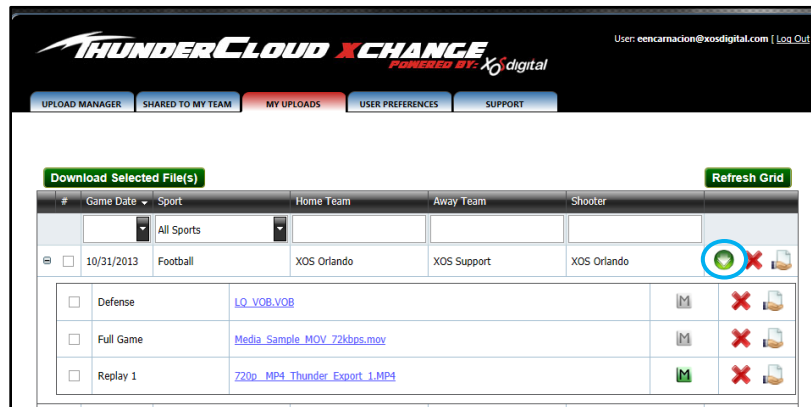 THUNDERCLOUD XCHANGE
POWERED BY: XOS digital
User: eencarnacion@xosdigital.com [ Log Out
UPLOAD MANAGER SHARED TO MY TEAM MY UPLOADS USER PREFERENCES SUPPORT
Download Selected File(s) Refresh Grid
# Game Date Sport Home Team Away Team Shooter
All Sports
10/31/2013 Football XOS Orlando XOS Support XOS Orlando
Defense LQ_VOB.VOB M
Full Game Media_Sample_MOV_72kbps.mov M
Replay 1 720p_MP4_Thunder_Export_1.MP4 M